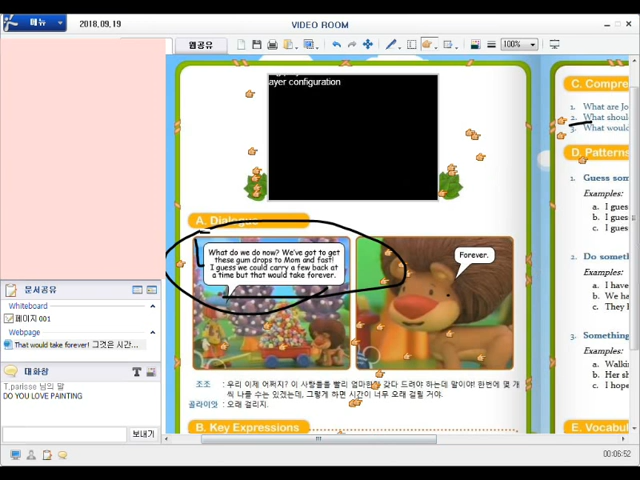 메뉴
2018,09,19
VIDEO ROOM
웹공유
100%
ayer configuration
A. Dialogue
What do we do now? We've got to get
these gum drops to Mom and fast!
I guess we could carry a few back at
a time but that would take forever.
Forever.
조조 : 우리 이제 어쩌지? 이 사탕들을 빨리 엄마한테 갖다 드려야 하는데 말이야! 한번에 몇 개
씩 나를 수는 있겠는데, 그렇게 하면 시간이 너무 오래 걸릴 거야.
골라이앗 : 오래 걸리지.
B. Key Expressions
C. Compre
1. What are Jo
2. What shoul
3. What would
D. Patterns
1. Guess som
Examples:
a. I gues
b. I gues
c. I gues
2. Do someth
Examples:
a. I have
b. We h
c. They h
3. Something
Examples:
a. Walkin
b. Her sh
c. I hope
E. Vocabul
문서공유
Whiteboard
페이지 001
Webpage
That would take forever! 그것은 시간...
대화창
T.parisse 님의 말
DO YOU LOVE PAINTING
보내기
00:06:52